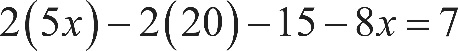 2(5x) − 2(20) − 15 − 8x = 7